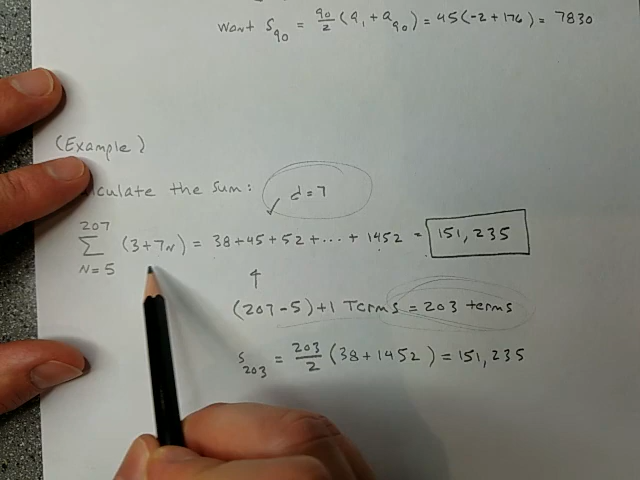 Want S₉₀ = 90/2 (a₁ + a₉₀) = 45(-2+176) = 7830
(Example)
lculate the sum:
d=7
207
Σ (3+7N) = 38+45+52+...+1452 = 151,235
N=5
(207-5)+1 Terms = 203 terms
S₂₀₃ = 203/2 (38+1452) = 151,235